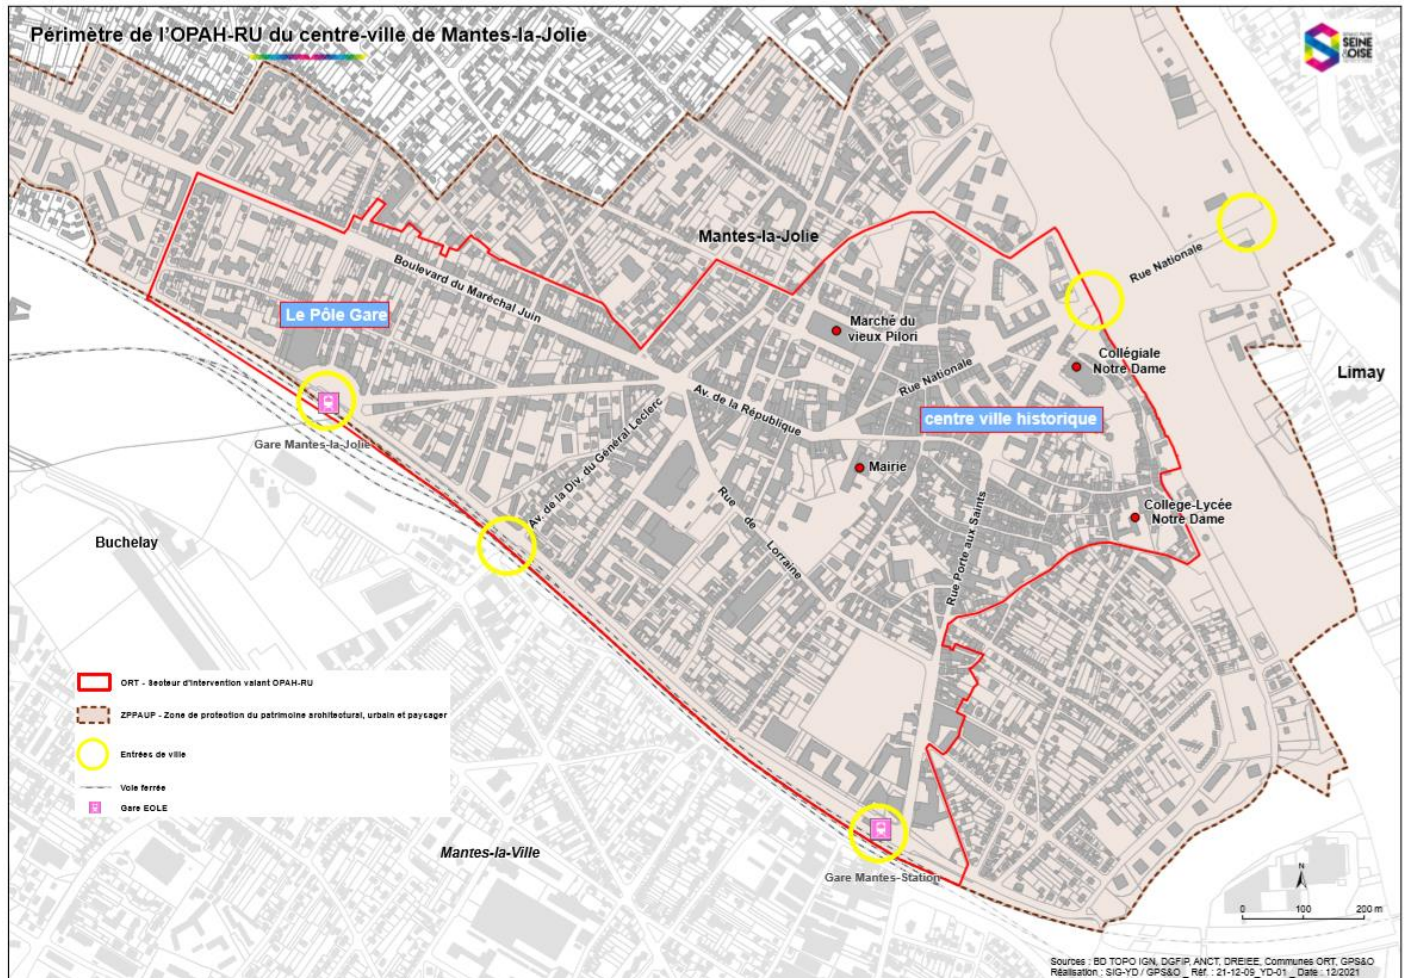 Périmètre de l'OPAH-RU du centre-ville de Mantes-la-Jolie
SEINE
&OISE
Mantes-la-Jolie
Rue Nationale
Boulevard du Maréchal Juin
Le Pôle Gare
Marché du
vieux Pilori
Collégiale
Notre Dame
Limay
Rue Nationale
Av. de la République
centre ville historique
Gare Mantes-la-Jolie
Av. de la Div. du Général Leclerc
Mairie
Rue de Lorraine
Rue Porte aux Saints
College-Lycée
Notre Dame
Buchelay
ORT - Secteur d'intervention valant OPAH-RU
ZPPAUP - Zone de protection du patrimoine architectural, urbain et paysager
Entrées de ville
Voie ferrée
Gare EOLE
Mantes-la-Ville
Gare Mantes-Station
N
0 100 200 m
Sources : BD TOPO IGN, DGFIP, ANCT, DREIEE, Communes ORT, GPS&O
Réalisation : SIG-YD / GPS&O _ Réf. : 21-12-09_YD-01 _ Date : 12/2021